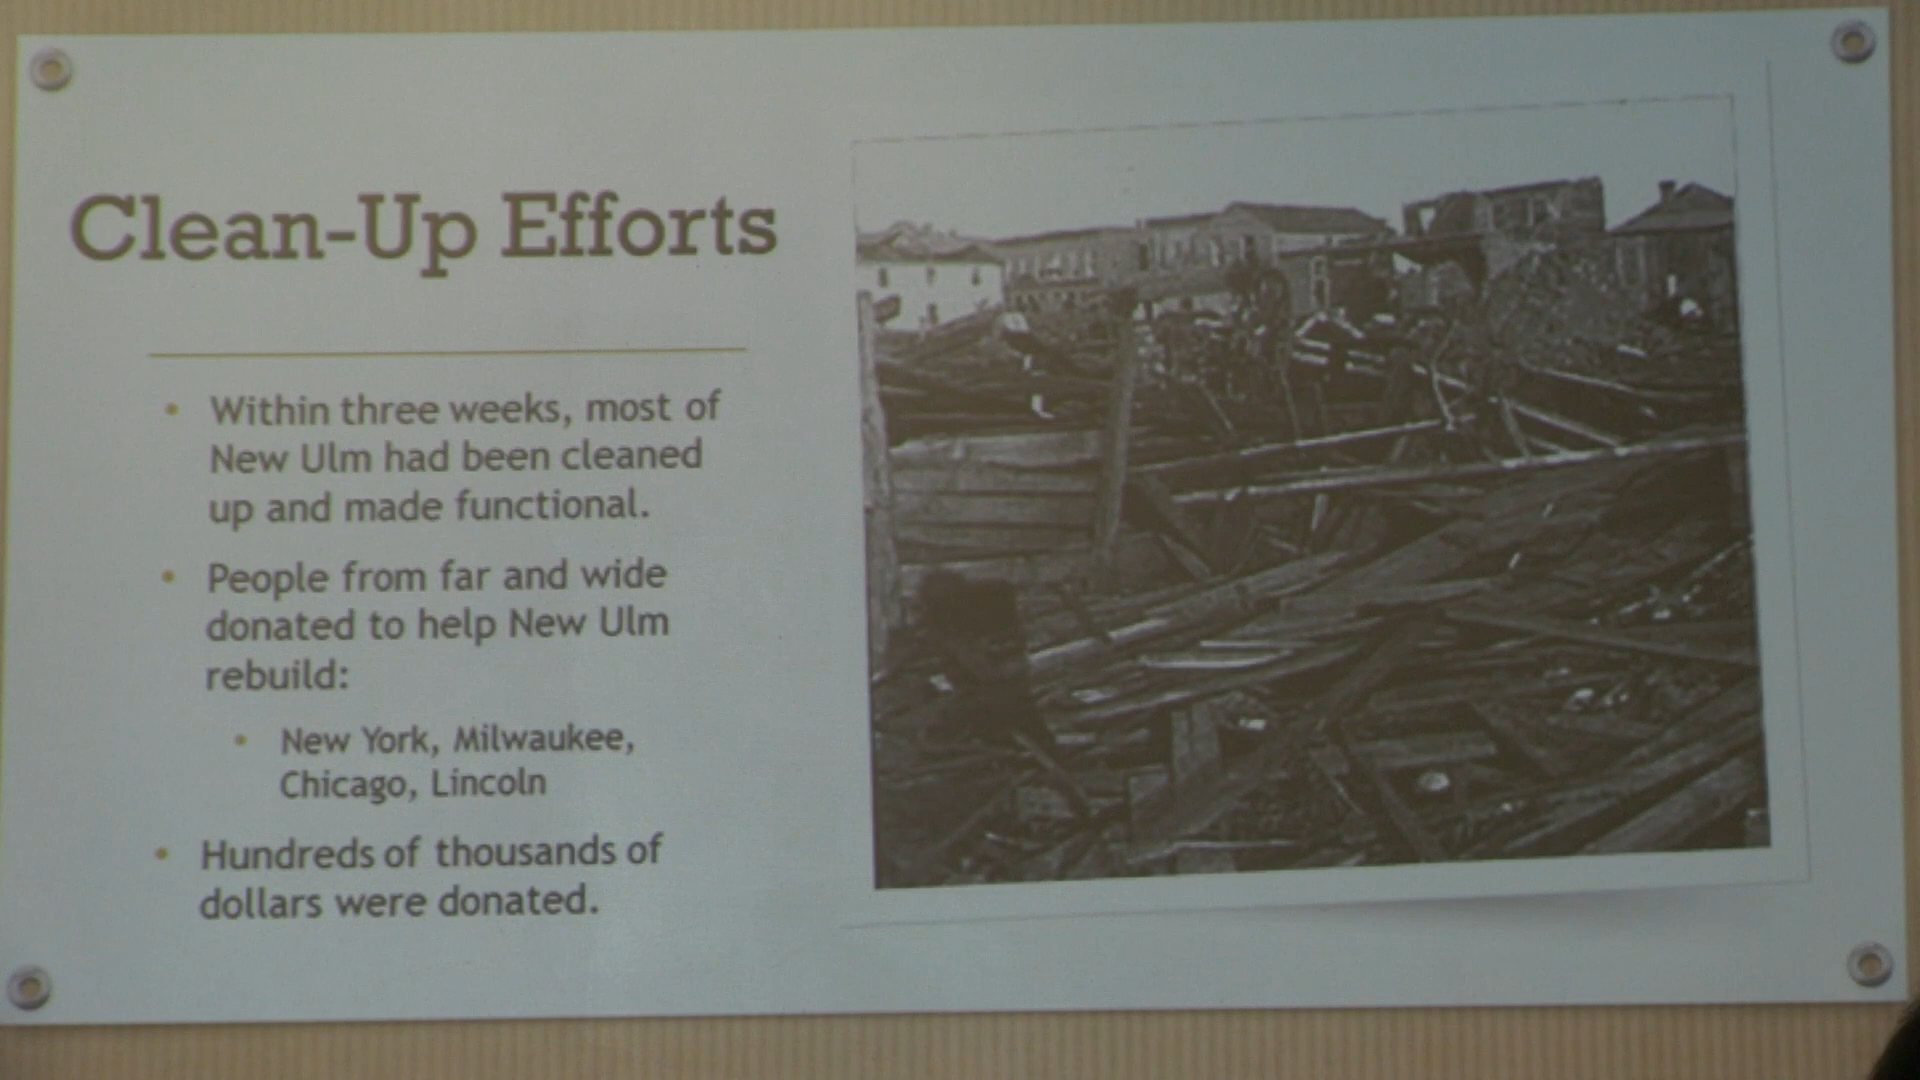 Clean-Up Efforts
• Within three weeks, most of
New Ulm had been cleaned
up and made functional.
• People from far and wide
donated to help New Ulm
rebuild:
• New York, Milwaukee,
Chicago, Lincoln
• Hundreds of thousands of
dollars were donated.